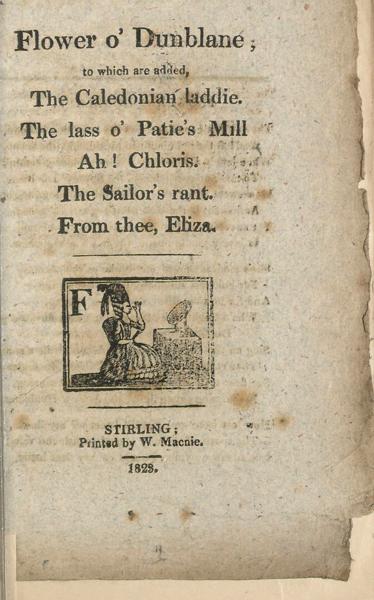 Flower o' Dunblane;
to which are added,
The Caledonian laddie.
The lass o' Patie's Mill
Ah! Chloris.
The Sailor's rant.
From thee, Eliza.
F
STIRLING;
Printed by W. Macnie.
1823.